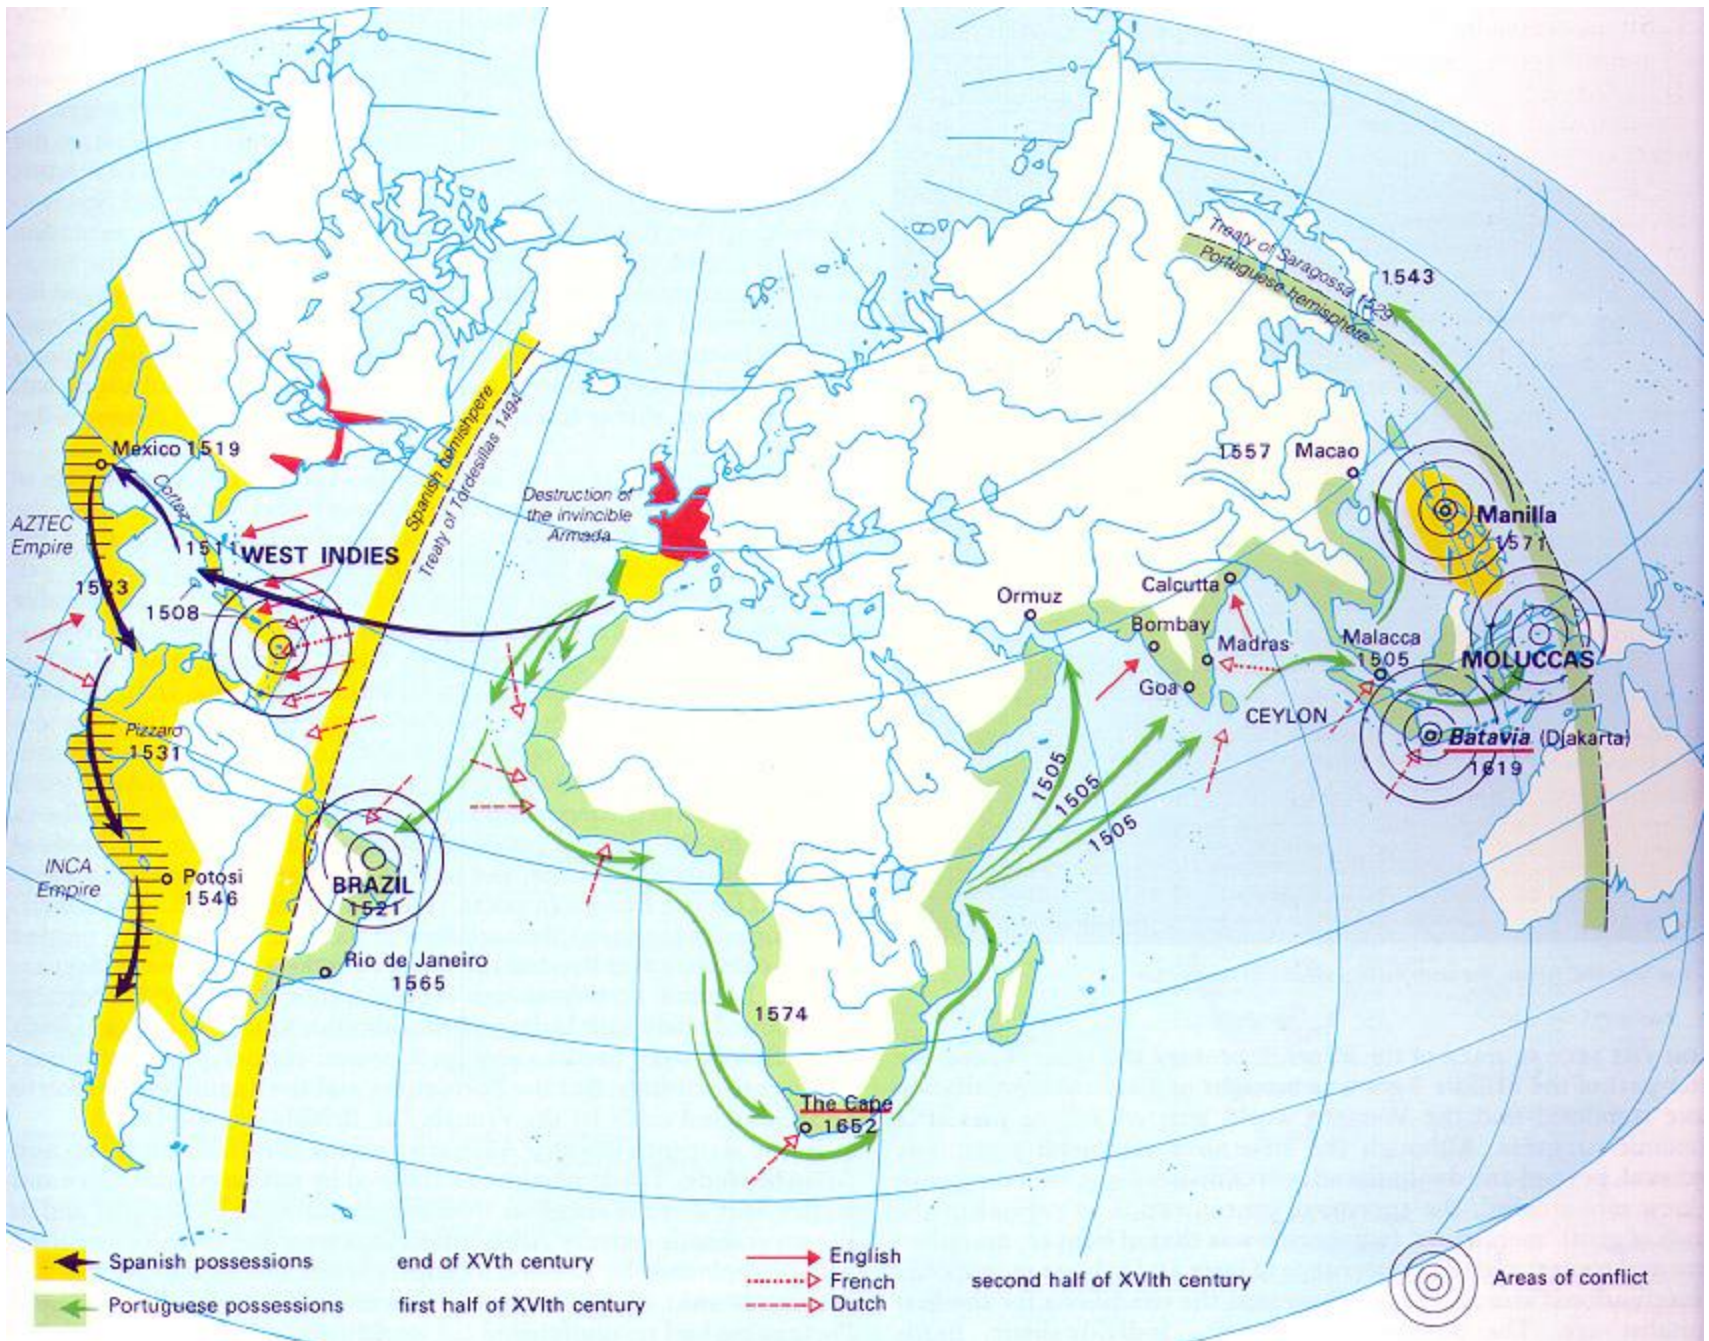 Treaty of Saragossa 1529
Portuguese hemisphere
1543
Spanish hemishpere
Treaty of Tordesillas 1494
Mexico 1519
Cortez
AZTEC
Empire
1511
WEST INDIES
1523
1508
Pizzaro
1531
INCA
Empire
Potosi
1546
BRAZIL
1521
Rio de Janeiro
1565
Destruction of
the invincible
Armada
1557
Macao
Manilla
1571
Calcutta
Ormuz
Bombay
Madras
Goa
CEYLON
Malacca
1505
MOLUCCAS
Batavia (Djakarta)
1619
1505
1505
1505
1574
The Cape
1652
Spanish possessions end of XVth century
Portuguese possessions first half of XVIth century
English
French second half of XVIth century
Dutch
Areas of conflict